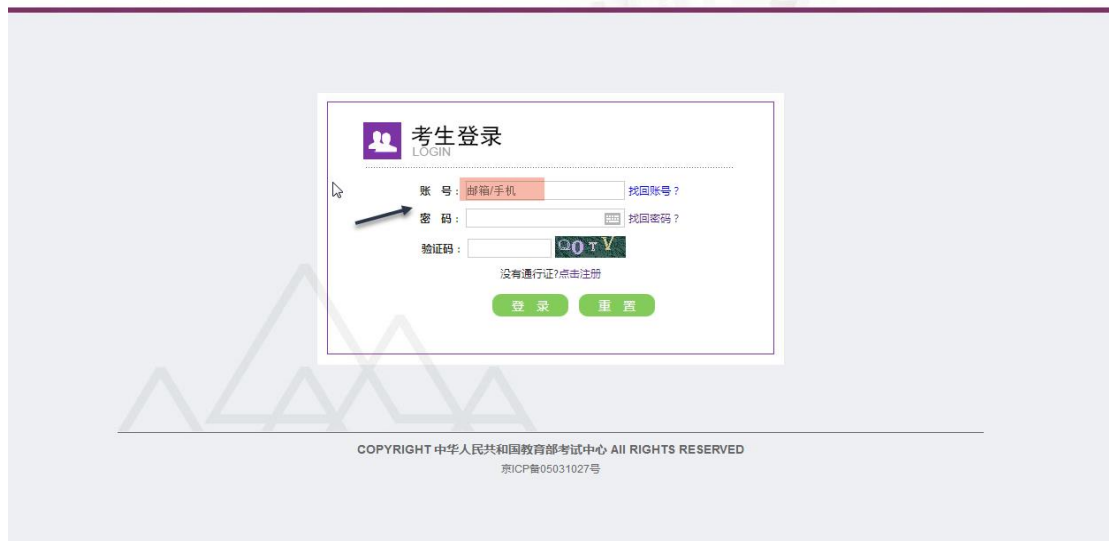 考生登录
LOGIN
账 号： 邮箱/手机 找回账号？
密 码： 找回密码？
验证码： QOTV
没有通行证?点击注册
登 录 重 置
COPYRIGHT 中华人民共和国教育部考试中心 All RIGHTS RESERVED
京ICP备05031027号